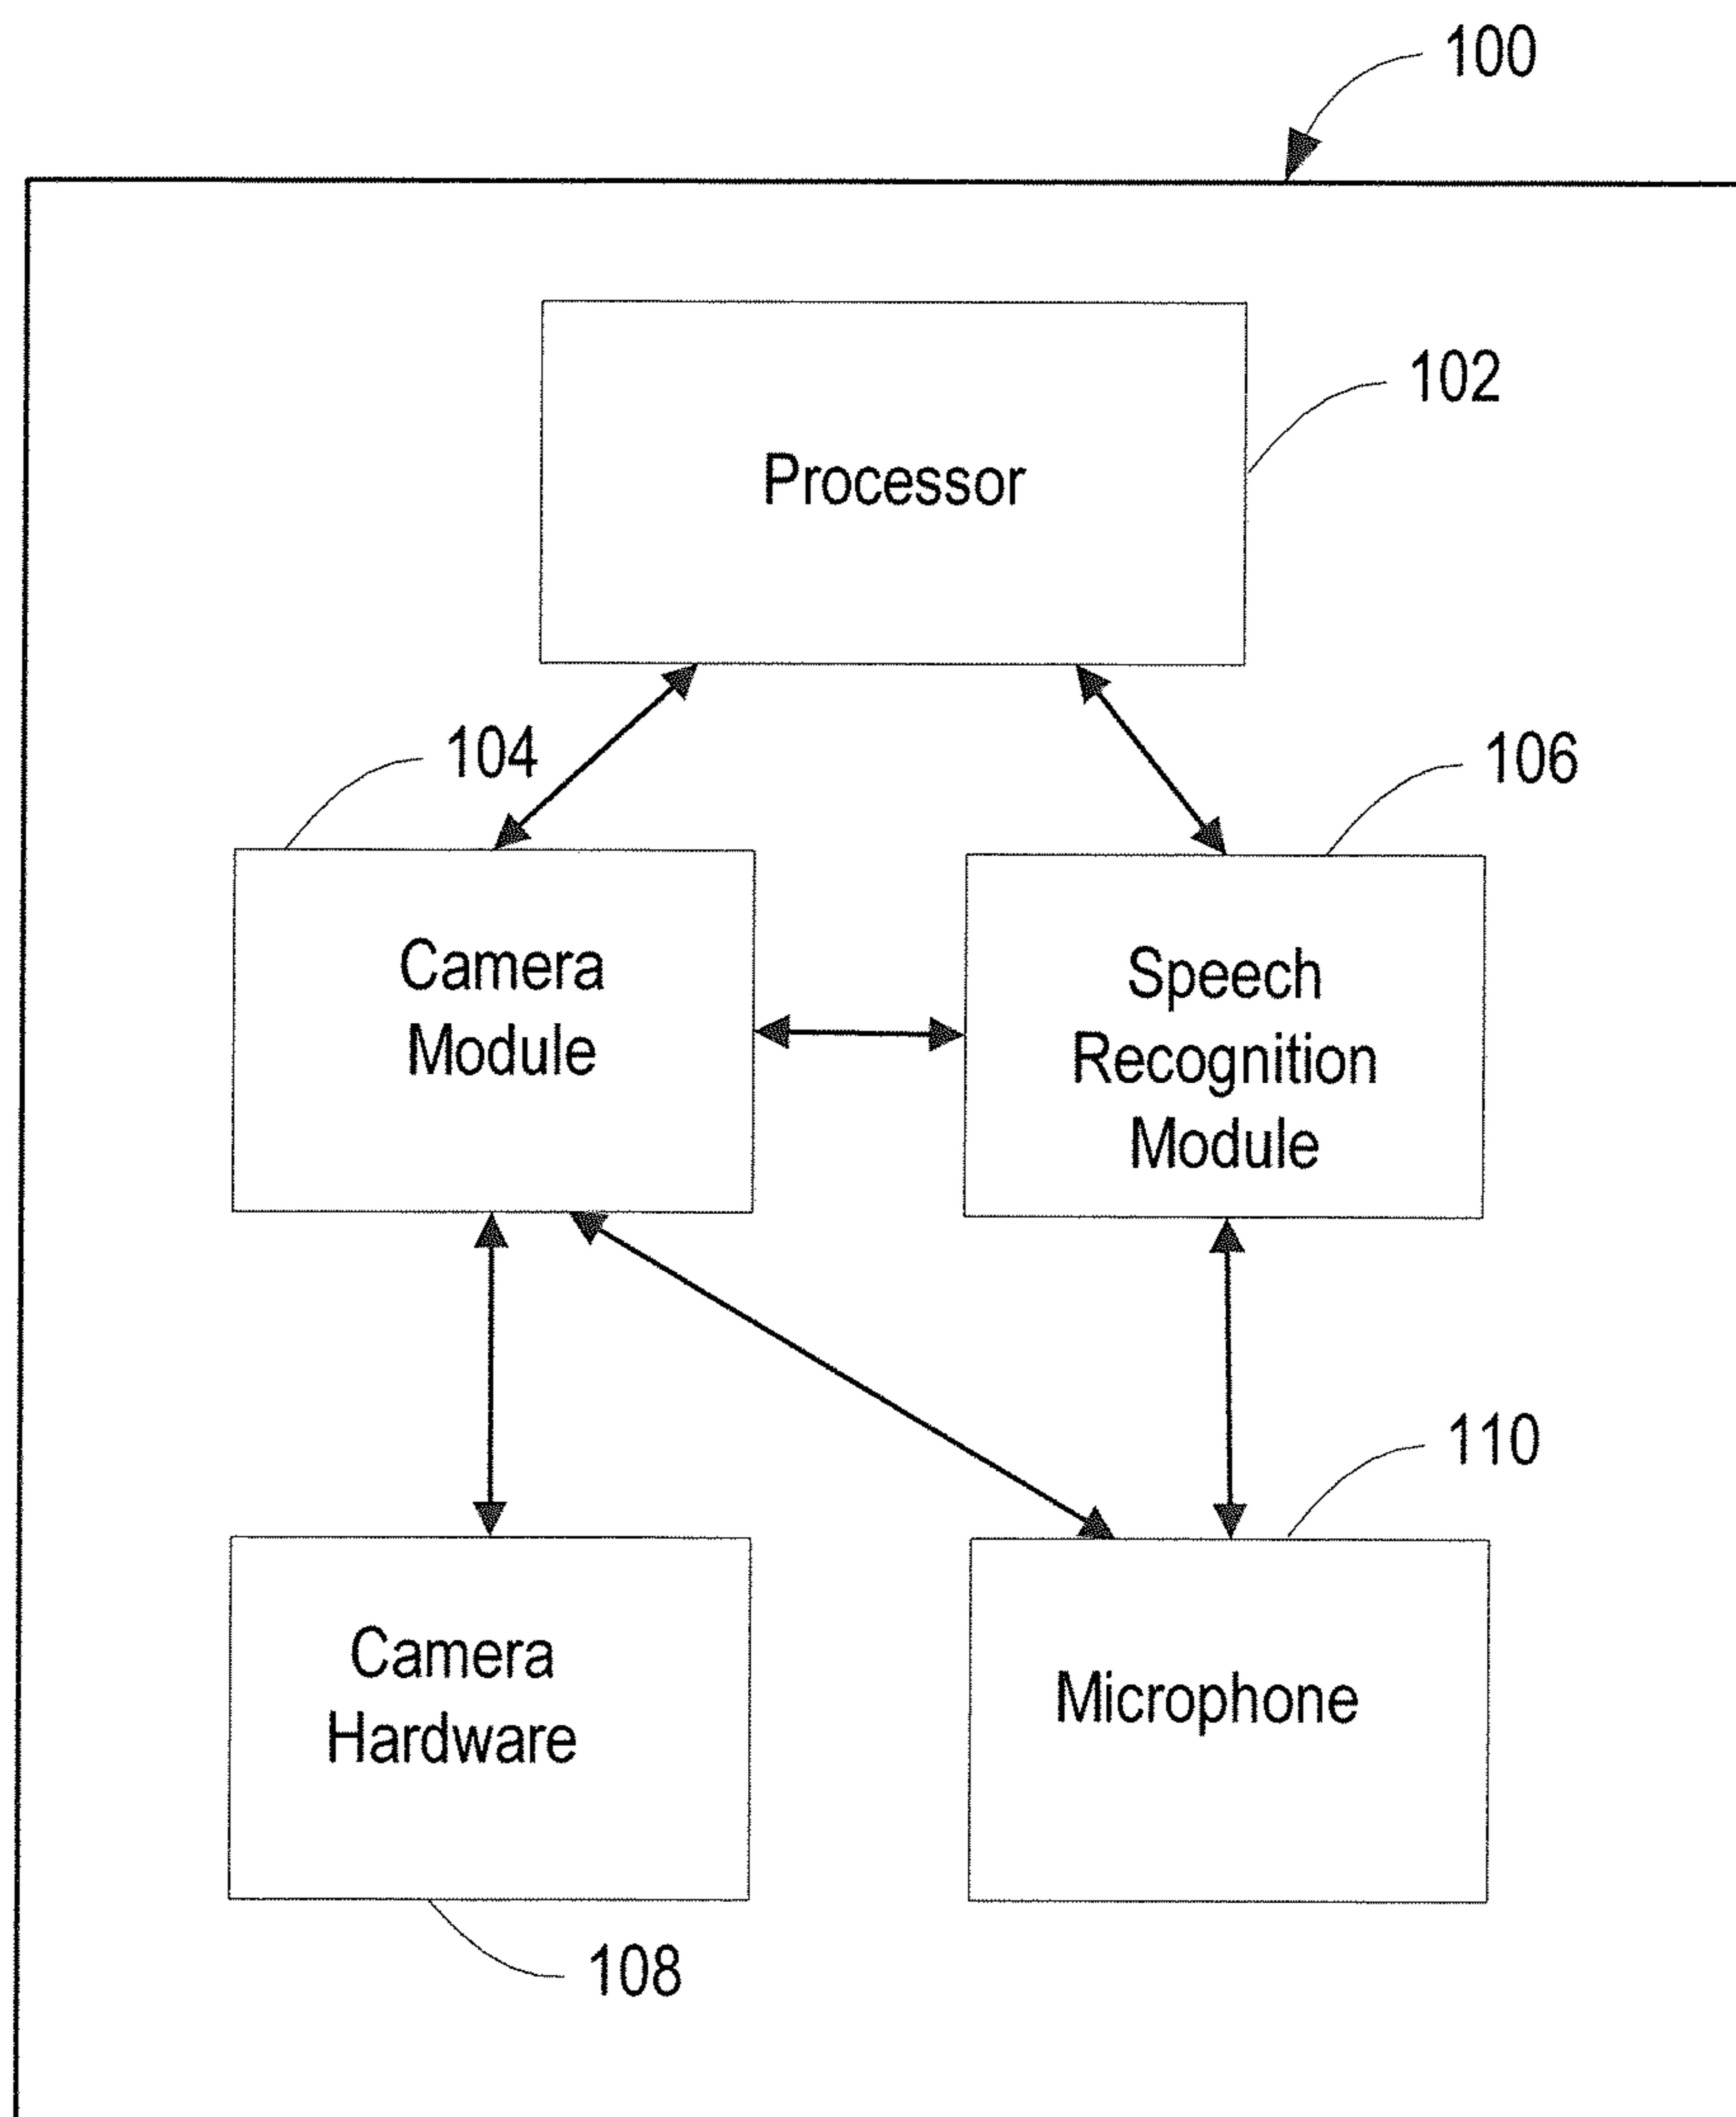 100
102
Processor
104
106
Camera
Module
Speech
Recognition
Module
110
Camera
Hardware
Microphone
108